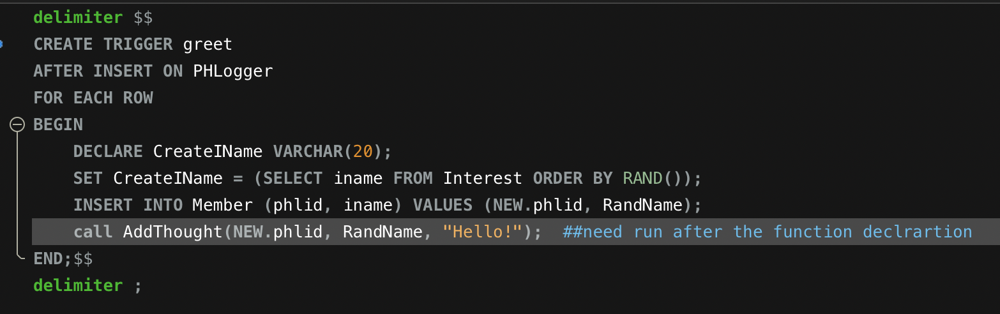 delimiter $$
CREATE TRIGGER greet
AFTER INSERT ON PHLogger
FOR EACH ROW
BEGIN
    DECLARE CreateIName VARCHAR(20);
    SET CreateIName = (SELECT iname FROM Interest ORDER BY RAND());
    INSERT INTO Member (phlid, iname) VALUES (NEW.phlid, RandName);
    call AddThought(NEW.phlid, RandName, "Hello!");  ##need run after the function declrartion
END;$$
delimiter ;